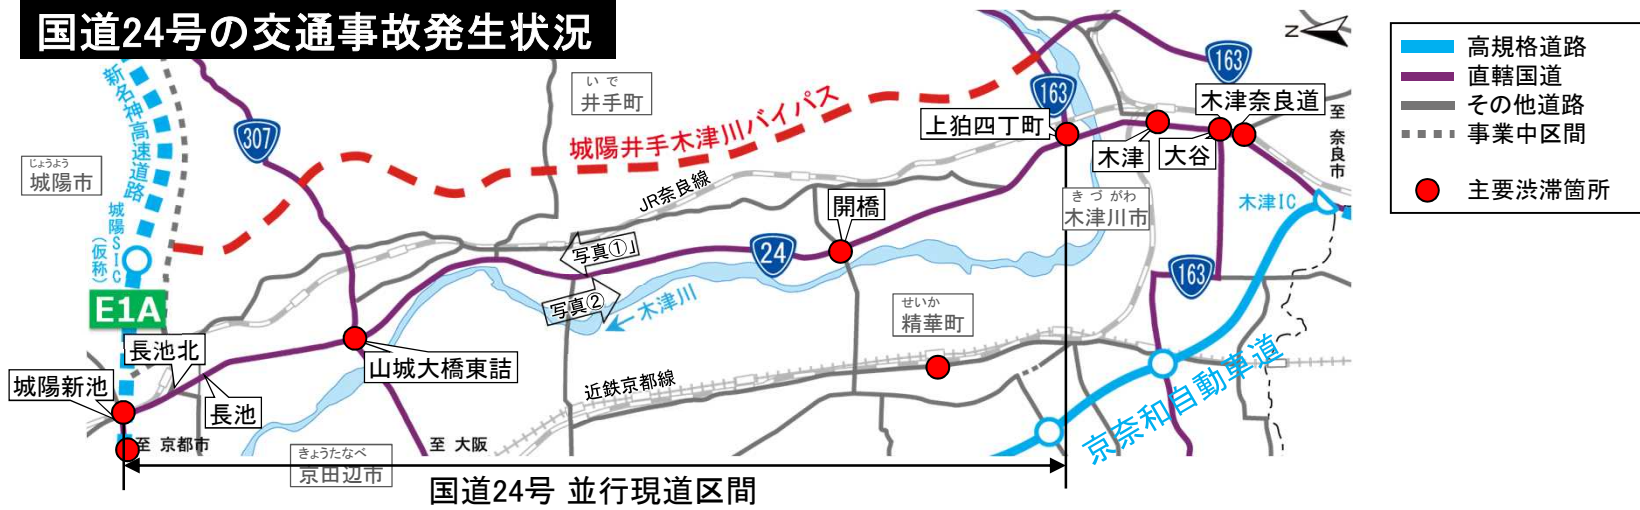 国道24号の交通事故発生状況
新名神高速道路
城陽SIC
(仮称)
E1A
じょうよう
城陽市
307
いで
井手町
城陽井手木津川バイパス
JR奈良線
163
上狛四丁町
木津
大谷
木津奈良道
163
N
至 奈良市
きづがわ
木津川市
木津IC
開橋
24
写真①
写真②
木津川
せいか
精華町
163
長池北
城陽新池
長池
山城大橋東詰
近鉄京都線
京奈和自動車道
至 京都市
至 大阪
きょうたなべ
京田辺市
国道24号 並行現道区間
高規格道路
直轄国道
その他道路
事業中区間
主要渋滞箇所